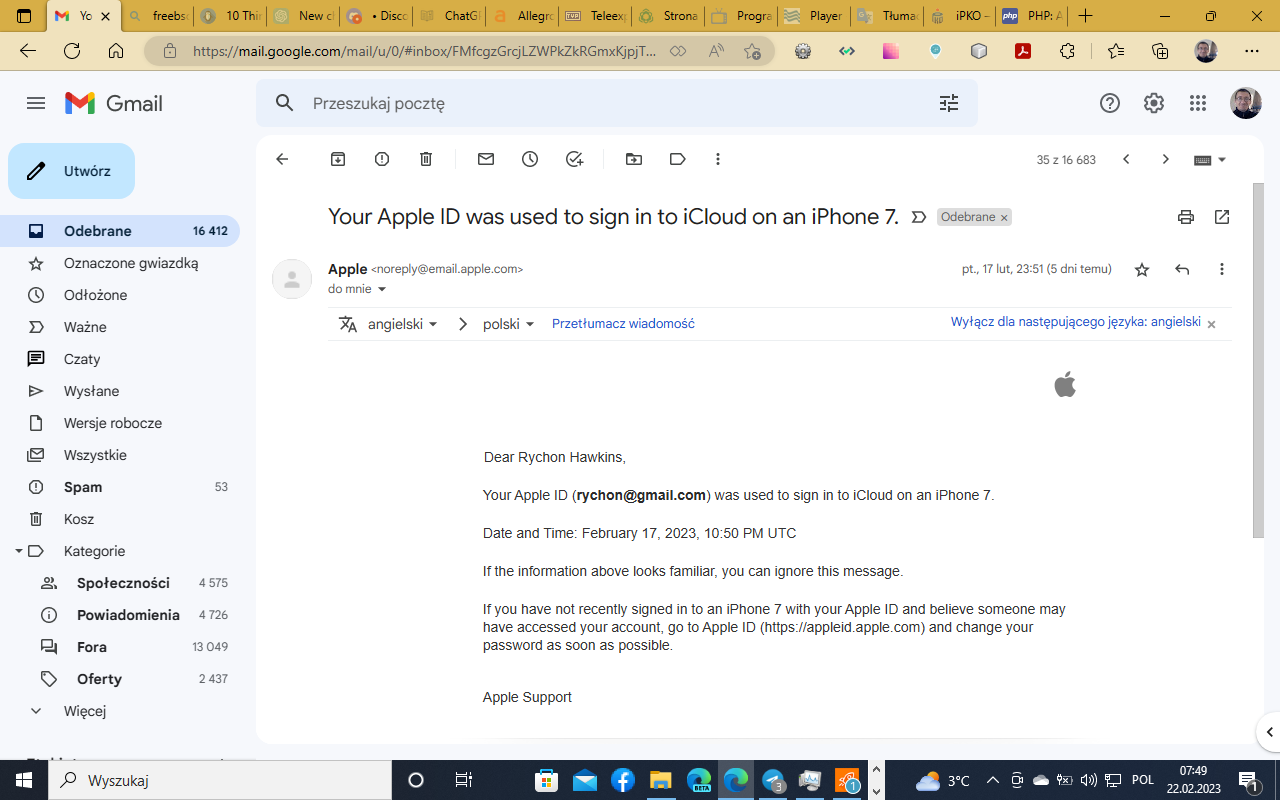 Yo
freebs
10 Thir
New cl
• Disco
ChatG
Allegro
TVP
Teleexp
Strona
Progra
Player
Tłumac
iPKO –
php
PHP: A
https://mail.google.com/mail/u/0/#inbox/FMfcgzGrcjLZWPkZkRGmxKjpjT...
Gmail
Przeszukaj pocztę
Utwórz
35 z 16 683
Odebrane 16 412
Oznaczone gwiazdką
Odłożone
Ważne
Czaty
Wysłane
Wersje robocze
Wszystkie
Spam 53
Kosz
Kategorie
Społeczności 4 575
Powiadomienia 4 726
Fora 13 049
Oferty 2 437
Więcej
Your Apple ID was used to sign in to iCloud on an iPhone 7. Odebrane ×
Apple <noreply@email.apple.com> pt., 17 lut, 23:51 (5 dni temu)
do mnie
angielski > polski Przetłumacz wiadomość Wyłącz dla następującego języka: angielski ×
Dear Rychon Hawkins,
Your Apple ID (rychon@gmail.com) was used to sign in to iCloud on an iPhone 7.
Date and Time: February 17, 2023, 10:50 PM UTC
If the information above looks familiar, you can ignore this message.
If you have not recently signed in to an iPhone 7 with your Apple ID and believe someone may
have accessed your account, go to Apple ID (https://appleid.apple.com) and change your
password as soon as possible.
Apple Support
Wyszukaj
BETA
3
1
3°C
POL
07:49
22.02.2023
1